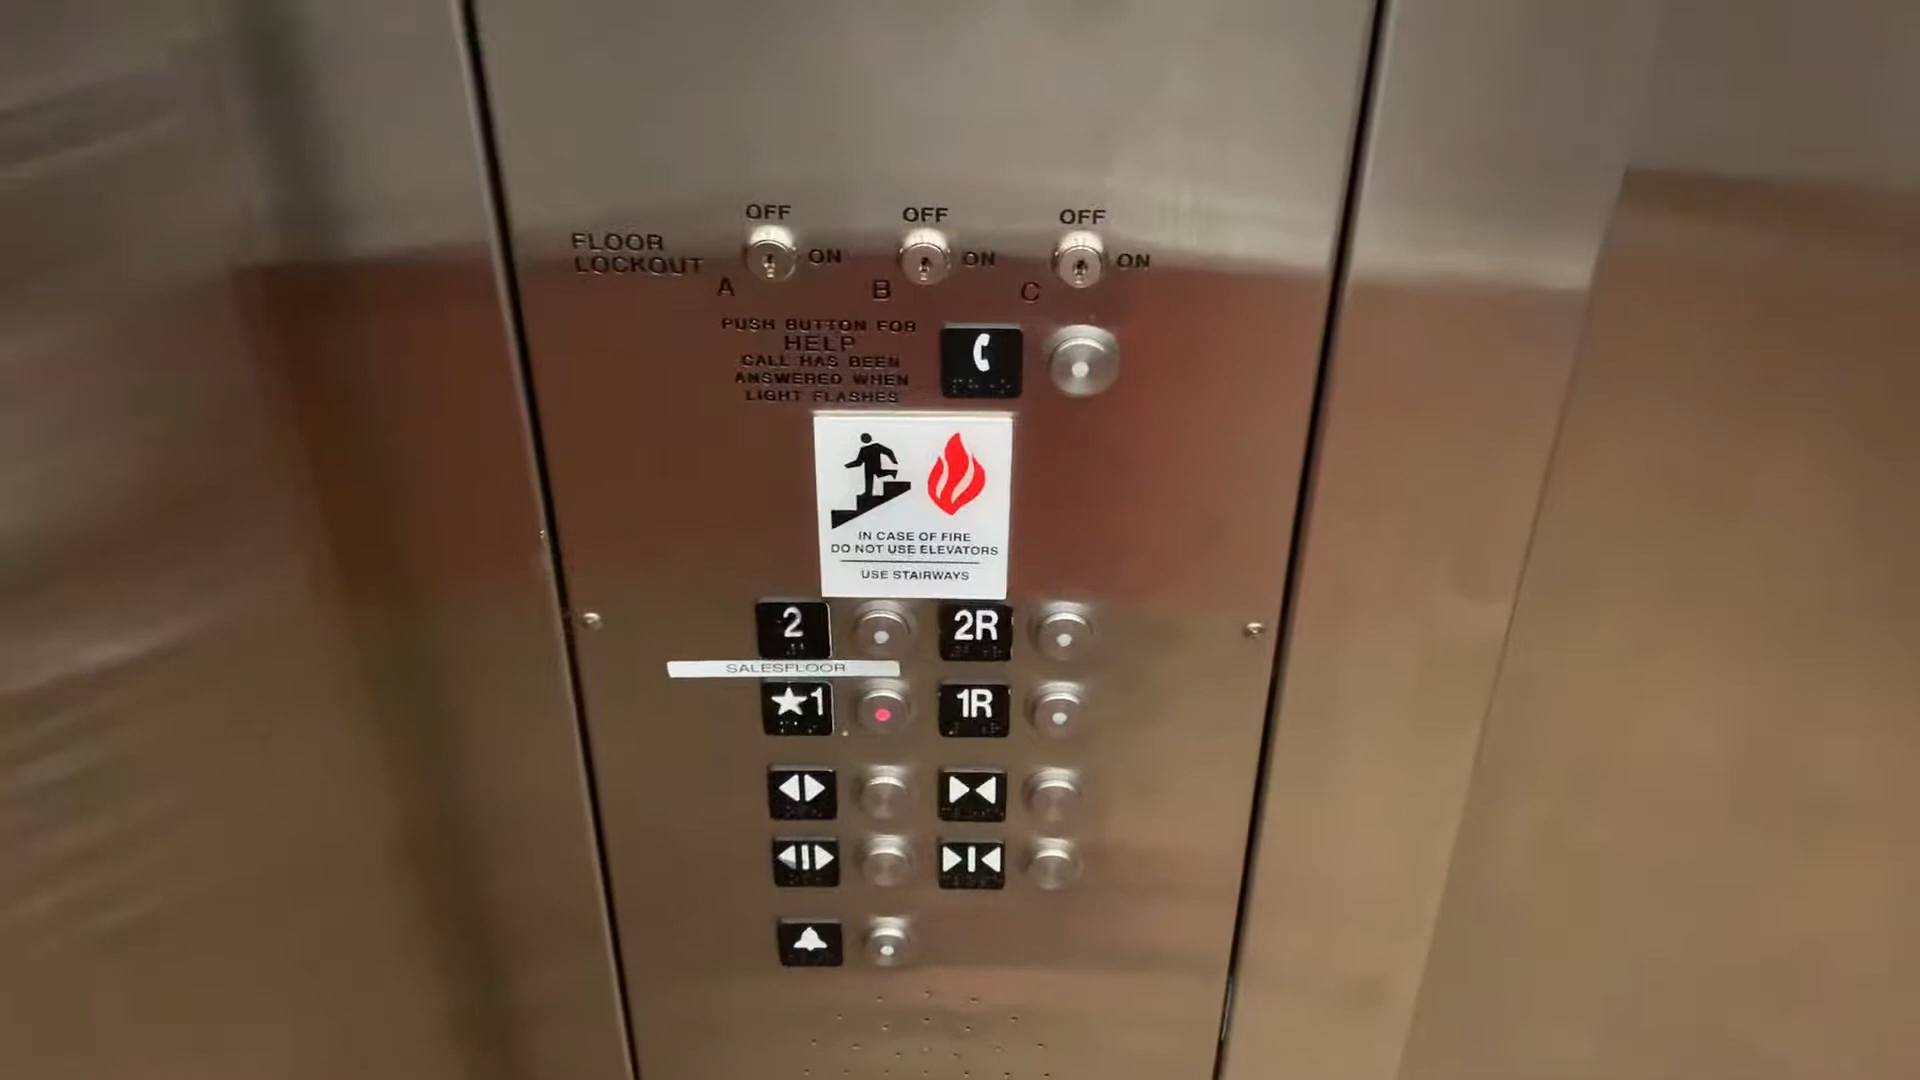 OFF OFF OFF
FLOOR
LOCKOUT
ON ON ON
A B C
PUSH BUTTON FOR
HELP
CALL HAS BEEN
ANSWERED WHEN
LIGHT FLASHES
IN CASE OF FIRE
DO NOT USE ELEVATORS
USE STAIRWAYS
2 2R
SALESFLOOR
★1 1R